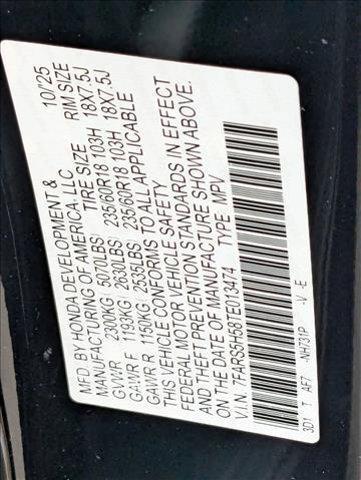 MFD. BY HONDA DEVELOPMENT & 10/'25
MANUFACTURING OF AMERICA, LLC TIRE SIZE RIM SIZE
GVWR 2300KG 5070LBS 235/60R18 103H 18X7.5J
GAWR F 1193KG 2630LBS 235/60R18 103H 18X7.5J
GAWR R 1150KG 2535LBS
THIS VEHICLE CONFORMS TO ALL APPLICABLE
FEDERAL MOTOR VEHICLE SAFETY
AND THEFT PREVENTION STANDARDS IN EFFECT
ON THE DATE OF MANUFACTURE SHOWN ABOVE.
V.I.N. 7FARS5H58TE013474 TYPE MPV
3D1 T AF7 -NH731P -V -E